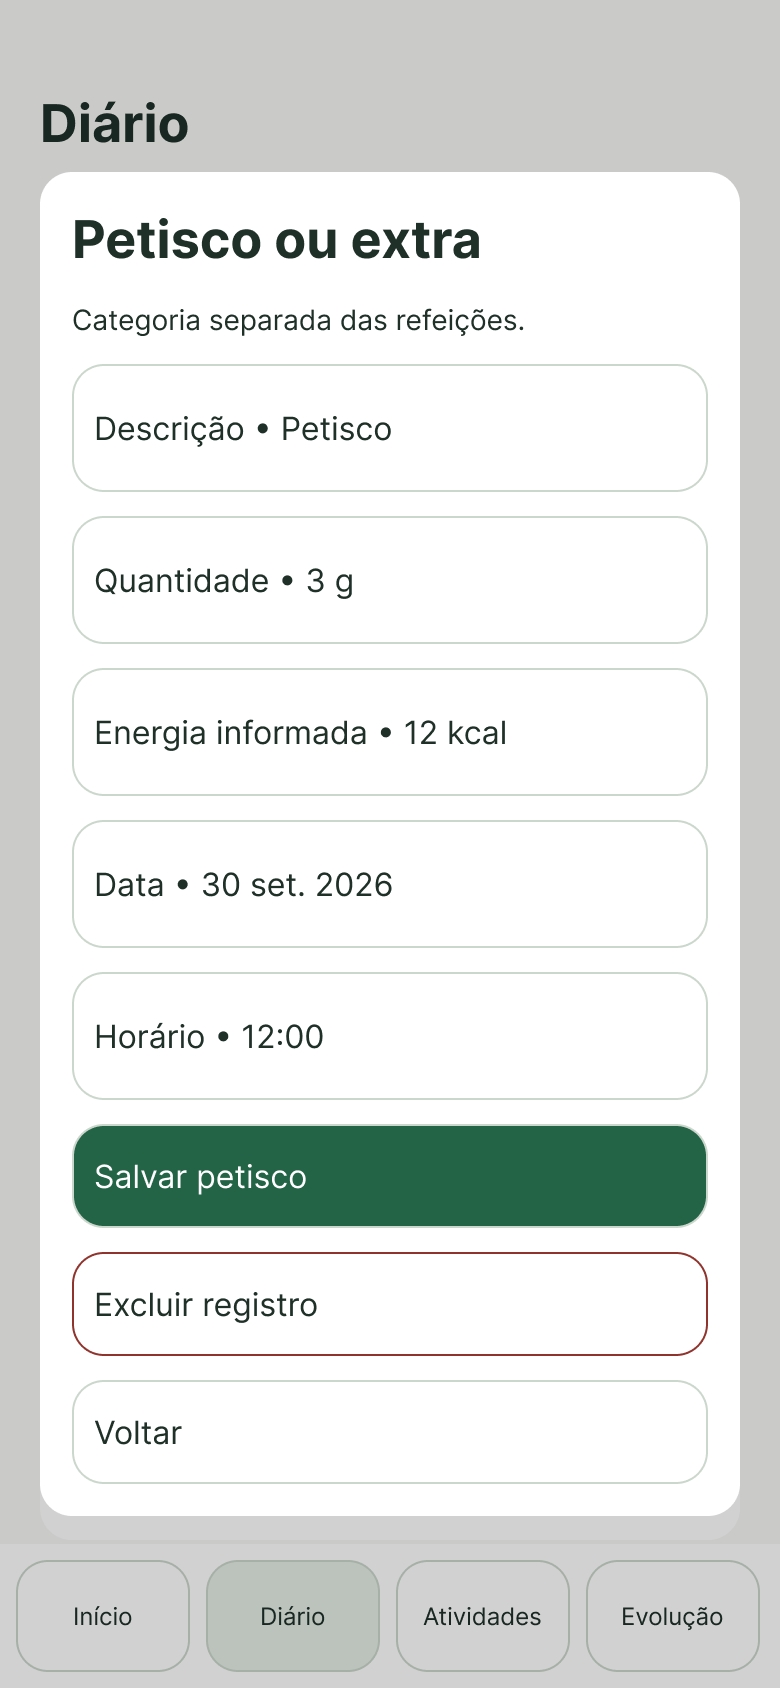 Diário
Petisco ou extra
Categoria separada das refeições.
Descrição • Petisco
Quantidade • 3 g
Energia informada • 12 kcal
Data • 30 set. 2026
Horário • 12:00
Salvar petisco
Excluir registro
Voltar
Início
Diário
Atividades
Evolução